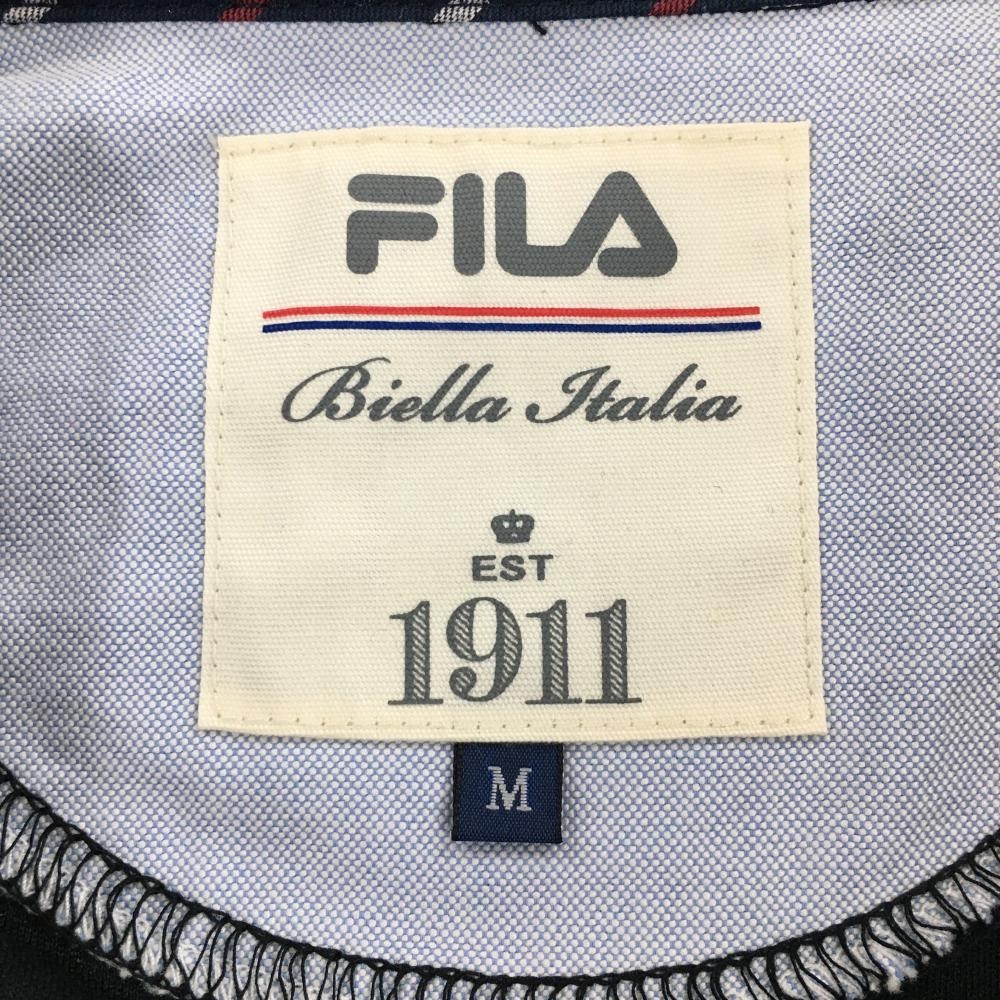 FILA
Biella Italia
EST
1911
M